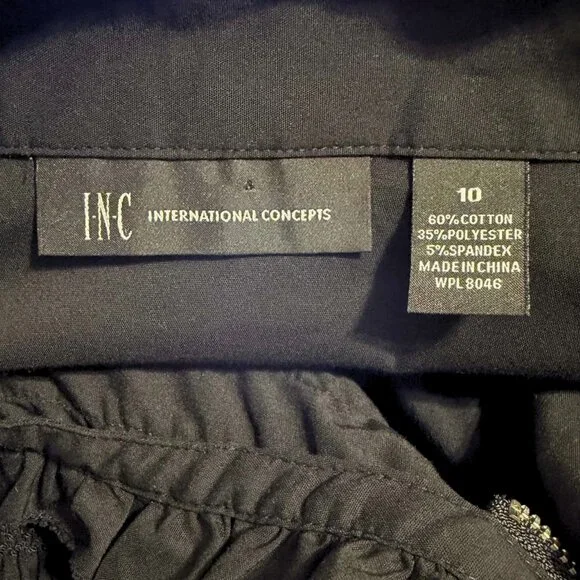 I·N·C INTERNATIONAL CONCEPTS
10
60%COTTON
35%POLYESTER
5%SPANDEX
MADE IN CHINA
WPL 8046